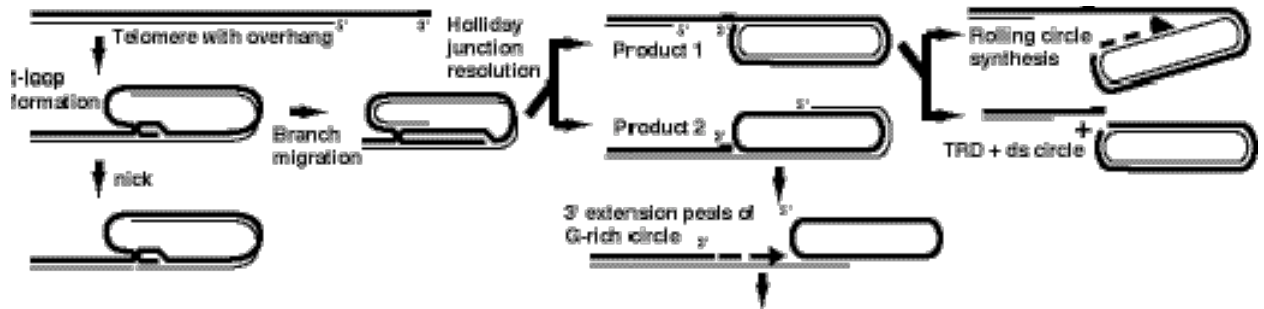 5' 3'
Telomere with overhang
t-loop
formation
Branch
migration
nick
Holliday
junction
resolution
5'
3'
Product 1
5'
Product 2 3'
Rolling circle
synthesis
+
TRD + ds circle
5'
3' extension peals of
G-rich circle 3'